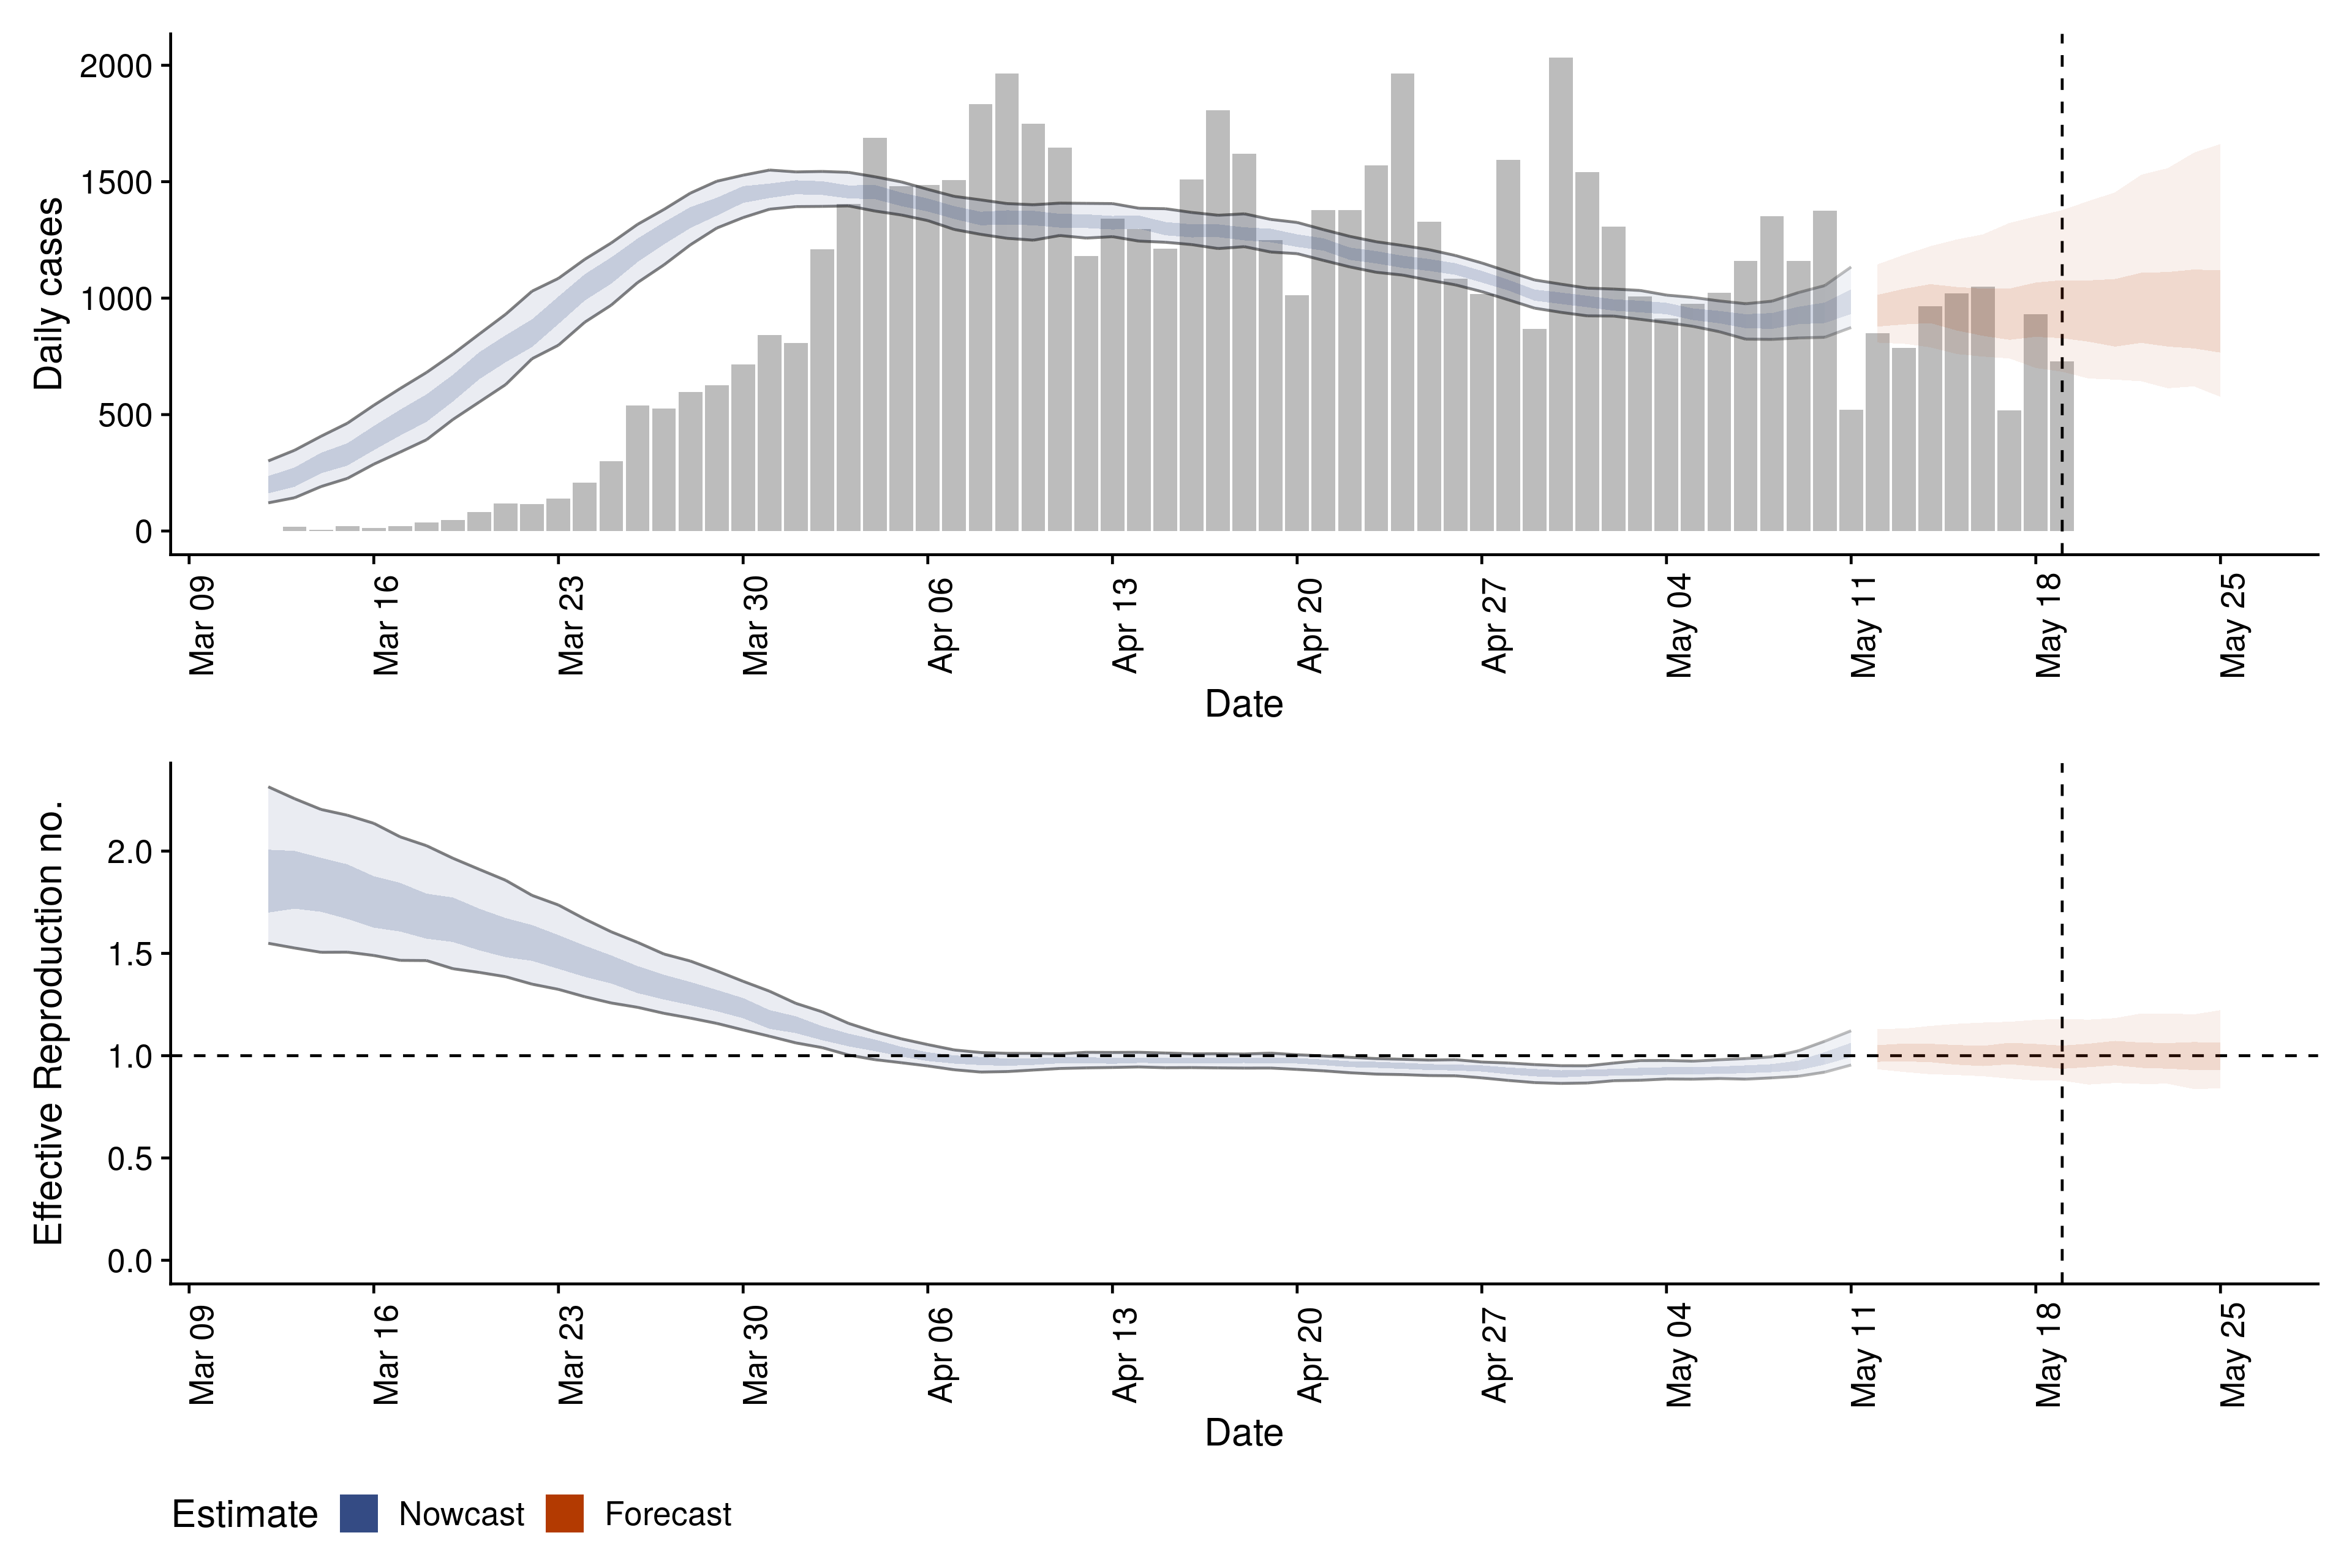 Daily cases
2000
1500
1000
500
0
Mar 09
Mar 16
Mar 23
Mar 30
Apr 06
Apr 13
Apr 20
Apr 27
May 04
May 11
May 18
May 25
Date
Effective Reproduction no.
2.0
1.5
1.0
0.5
0.0
Mar 09
Mar 16
Mar 23
Mar 30
Apr 06
Apr 13
Apr 20
Apr 27
May 04
May 11
May 18
May 25
Date
Estimate Nowcast Forecast